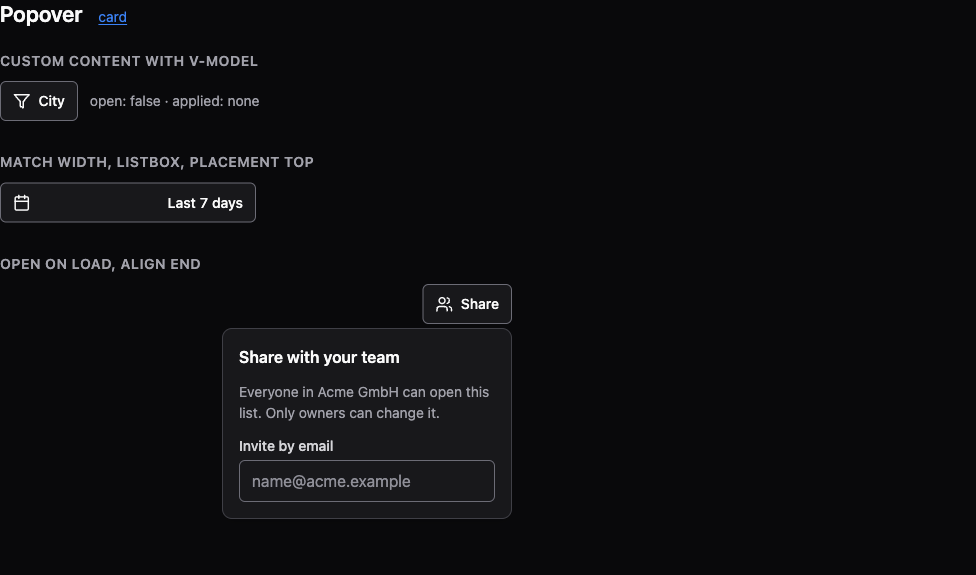 Popover card
CUSTOM CONTENT WITH V-MODEL
City open: false · applied: none
MATCH WIDTH, LISTBOX, PLACEMENT TOP
Last 7 days
OPEN ON LOAD, ALIGN END
Share
Share with your team
Everyone in Acme GmbH can open this
list. Only owners can change it.
Invite by email
name@acme.example